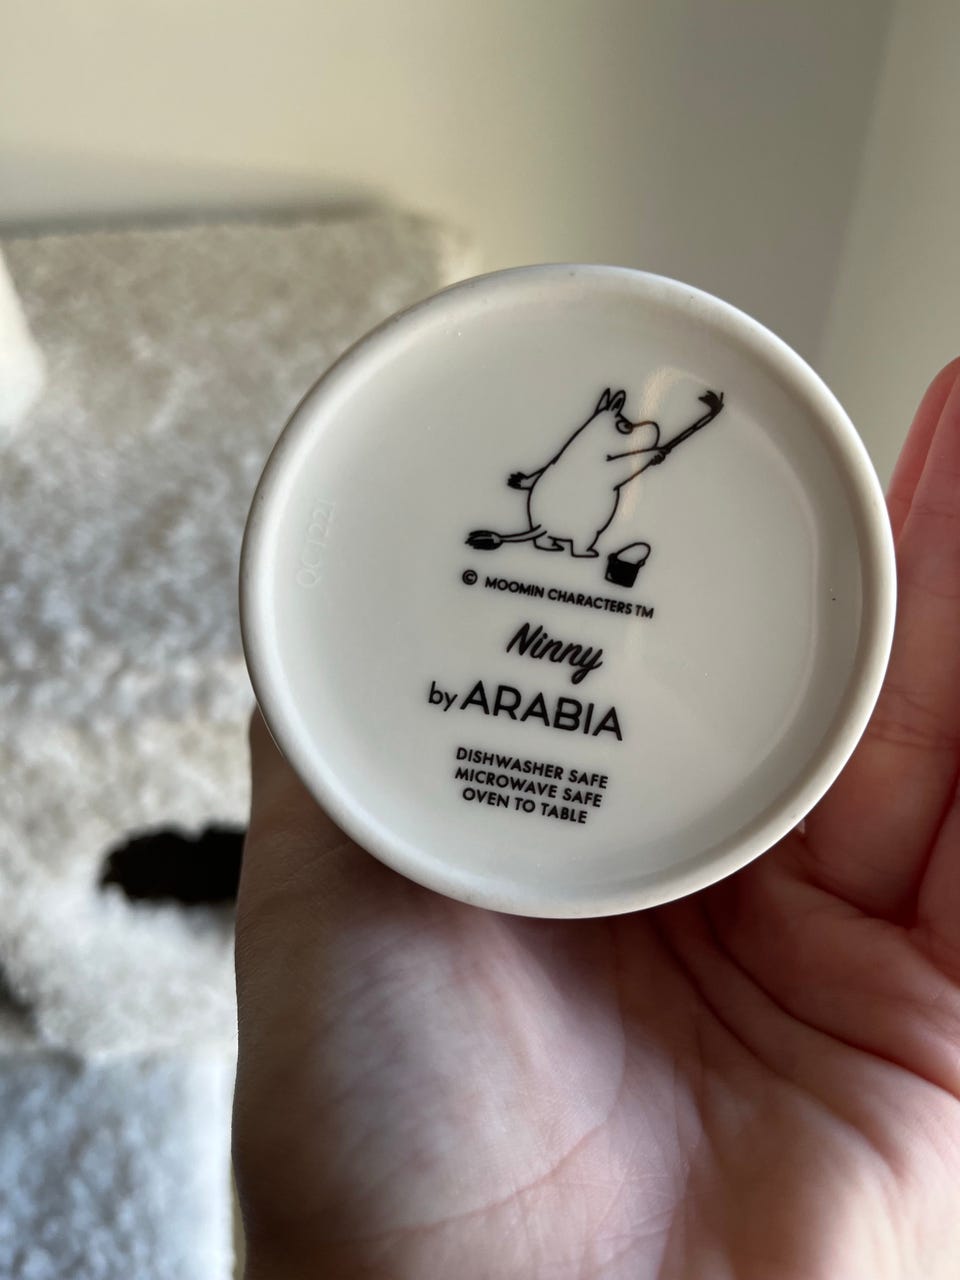 © MOOMIN CHARACTERS TM
Ninny
by ARABIA
DISHWASHER SAFE
MICROWAVE SAFE
OVEN TO TABLE